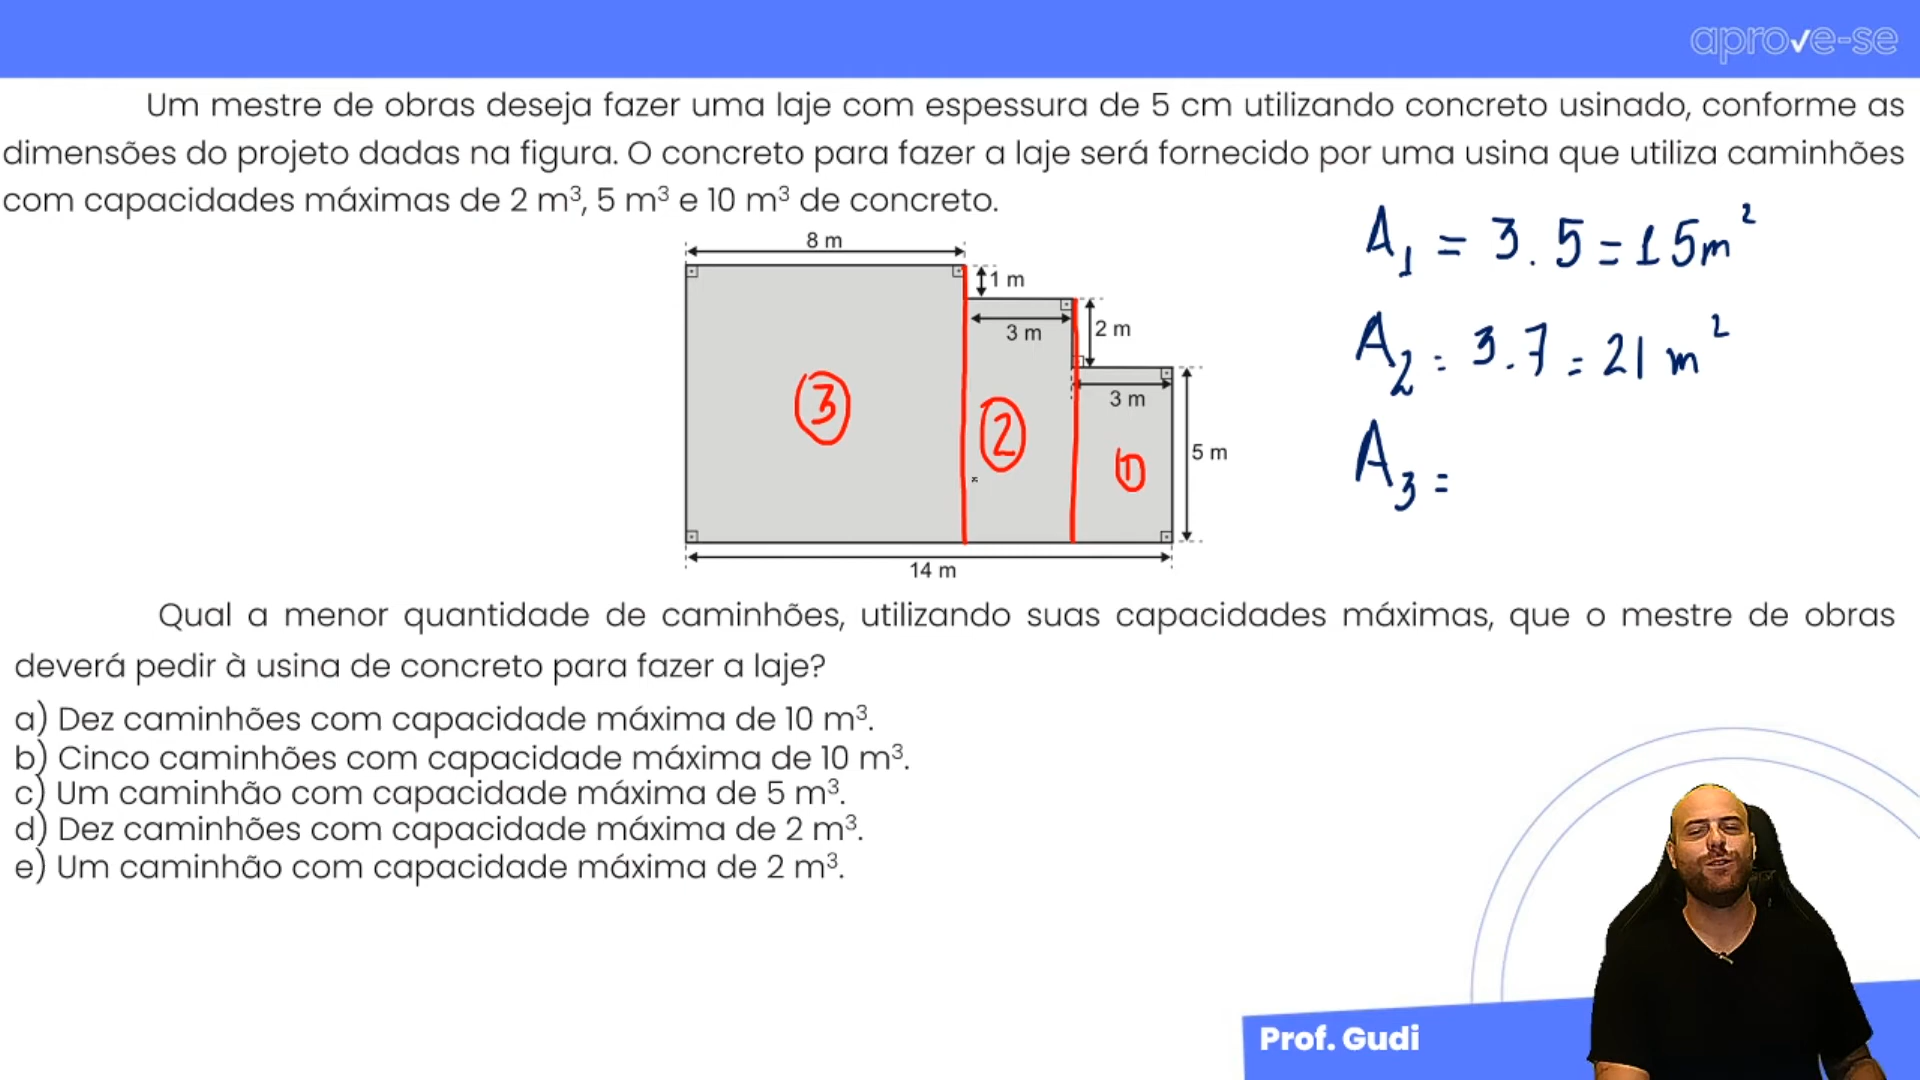 aprove-se
Um mestre de obras deseja fazer uma laje com espessura de 5 cm utilizando concreto usinado, conforme as
dimensões do projeto dadas na figura. O concreto para fazer a laje será fornecido por uma usina que utiliza caminhões
com capacidades máximas de 2 m³, 5 m³ e 10 m³ de concreto.
8 m
1 m
3 m
2 m
3 m
5 m
14 m
3
2
1
A₁ = 3.5 = 15m²
A₂ = 3.7 = 21 m²
A₃ =
Qual a menor quantidade de caminhões, utilizando suas capacidades máximas, que o mestre de obras
deverá pedir à usina de concreto para fazer a laje?
a) Dez caminhões com capacidade máxima de 10 m³.
b) Cinco caminhões com capacidade máxima de 10 m³.
c) Um caminhão com capacidade máxima de 5 m³.
d) Dez caminhões com capacidade máxima de 2 m³.
e) Um caminhão com capacidade máxima de 2 m³.
Prof. Gudi